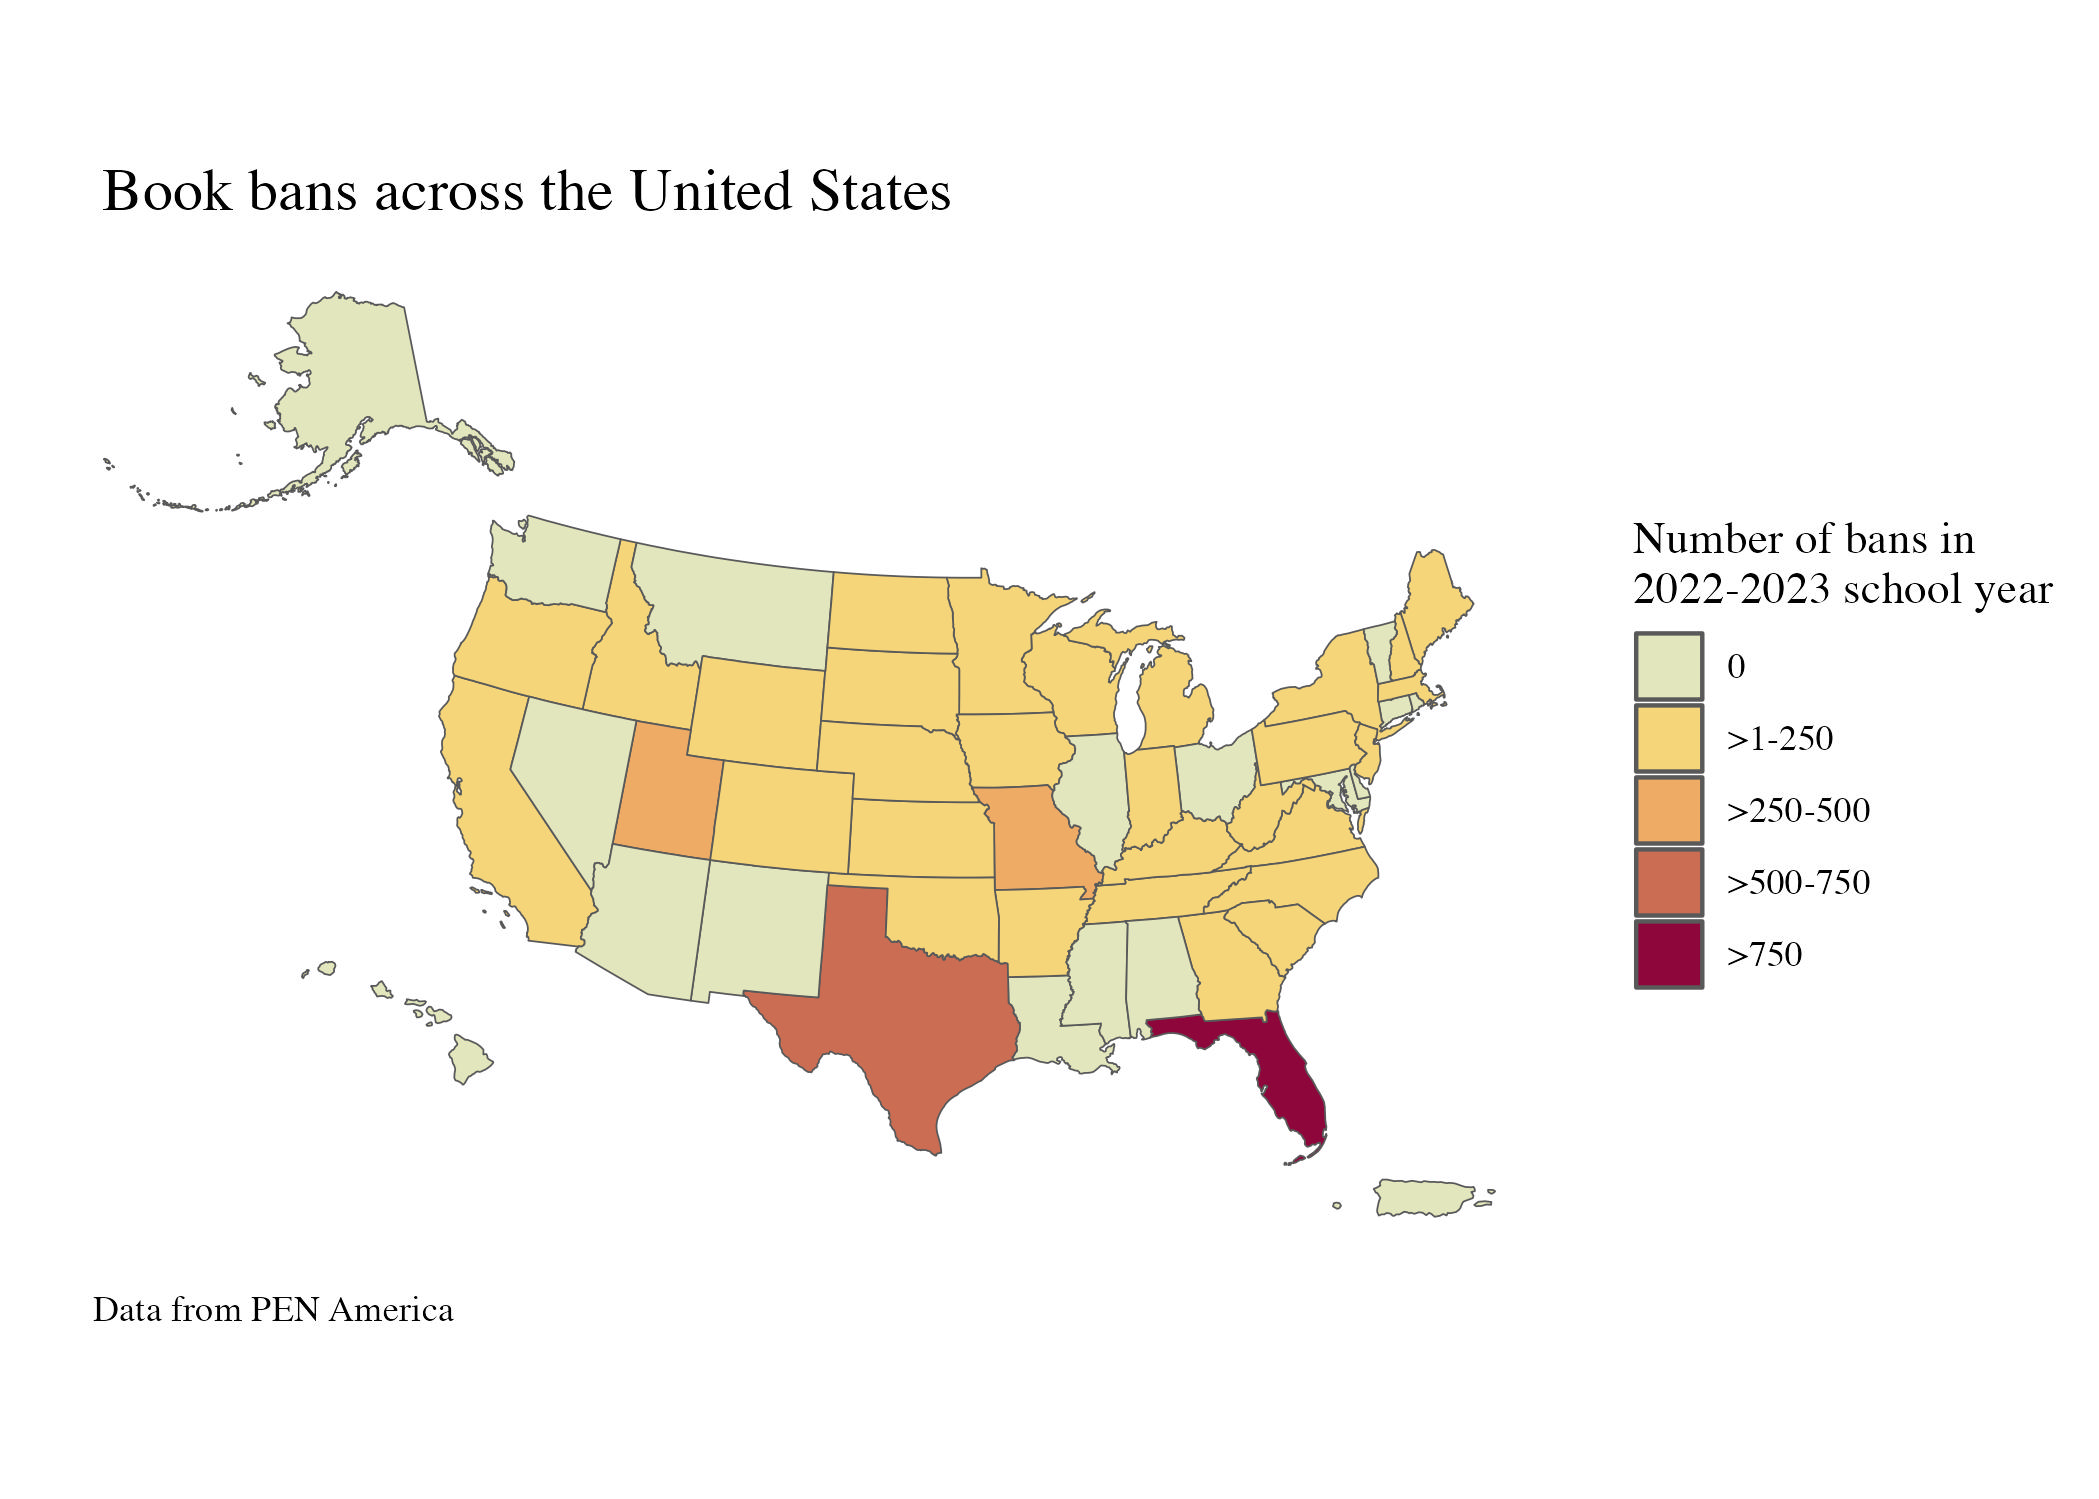 Book bans across the United States
Number of bans in
2022-2023 school year
0
>1-250
>250-500
>500-750
>750
Data from PEN America